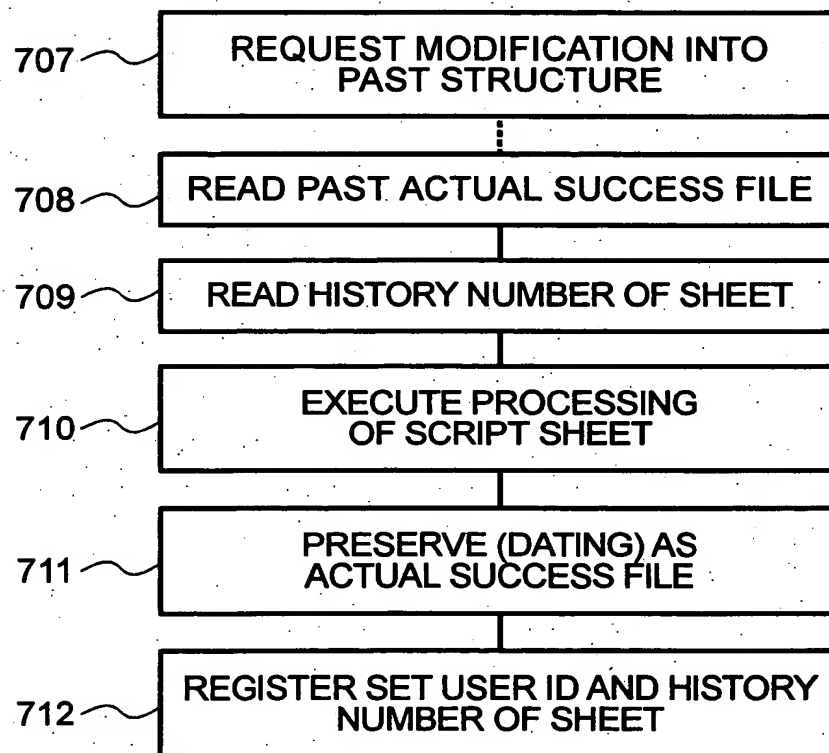 707
REQUEST MODIFICATION INTO
PAST STRUCTURE
708
READ PAST ACTUAL SUCCESS FILE
709
READ HISTORY NUMBER OF SHEET
710
EXECUTE PROCESSING
OF SCRIPT SHEET
711
PRESERVE (DATING) AS
ACTUAL SUCCESS FILE
712
REGISTER SET USER ID AND HISTORY
NUMBER OF SHEET